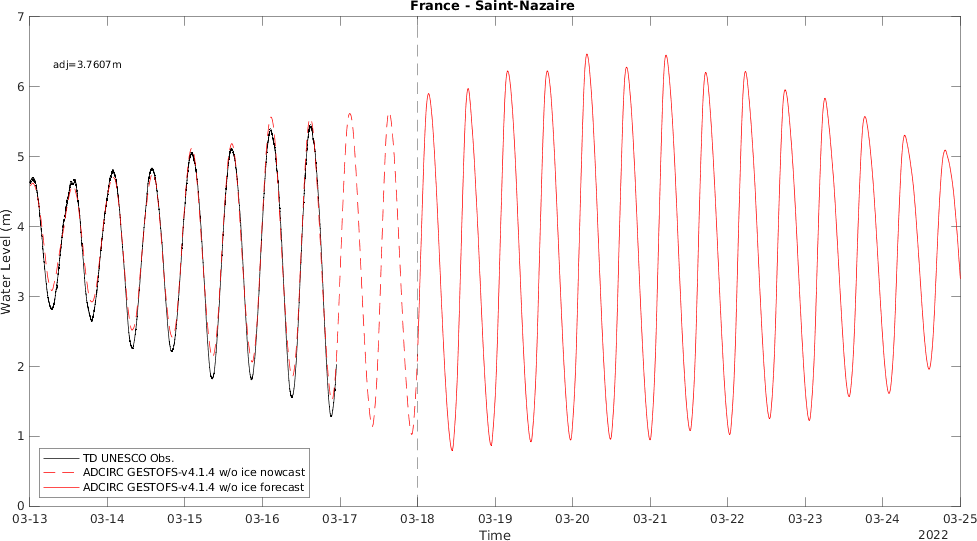 France - Saint-Nazaire
7
adj=3.7607m
6
5
4
3
2
1
0
Water Level (m)
TD UNESCO Obs.
ADCIRC GESTOFS-v4.1.4 w/o ice nowcast
ADCIRC GESTOFS-v4.1.4 w/o ice forecast
03-13 03-14 03-15 03-16 03-17 03-18 03-19 03-20 03-21 03-22 03-23 03-24 03-25
Time
2022